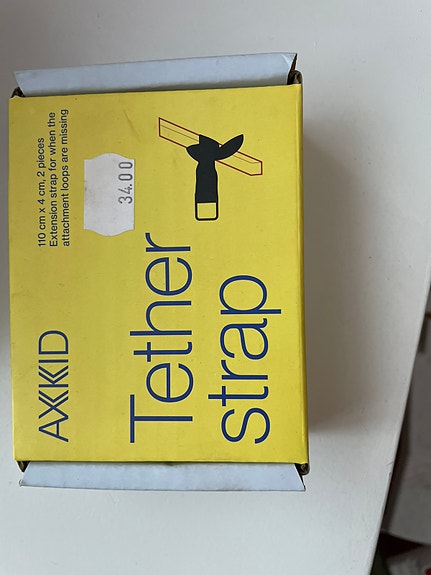 AXKID
110 cm x 4 cm, 2 pieces
Extension strap for when the
attachment loops are missing
34.00
Tether
strap